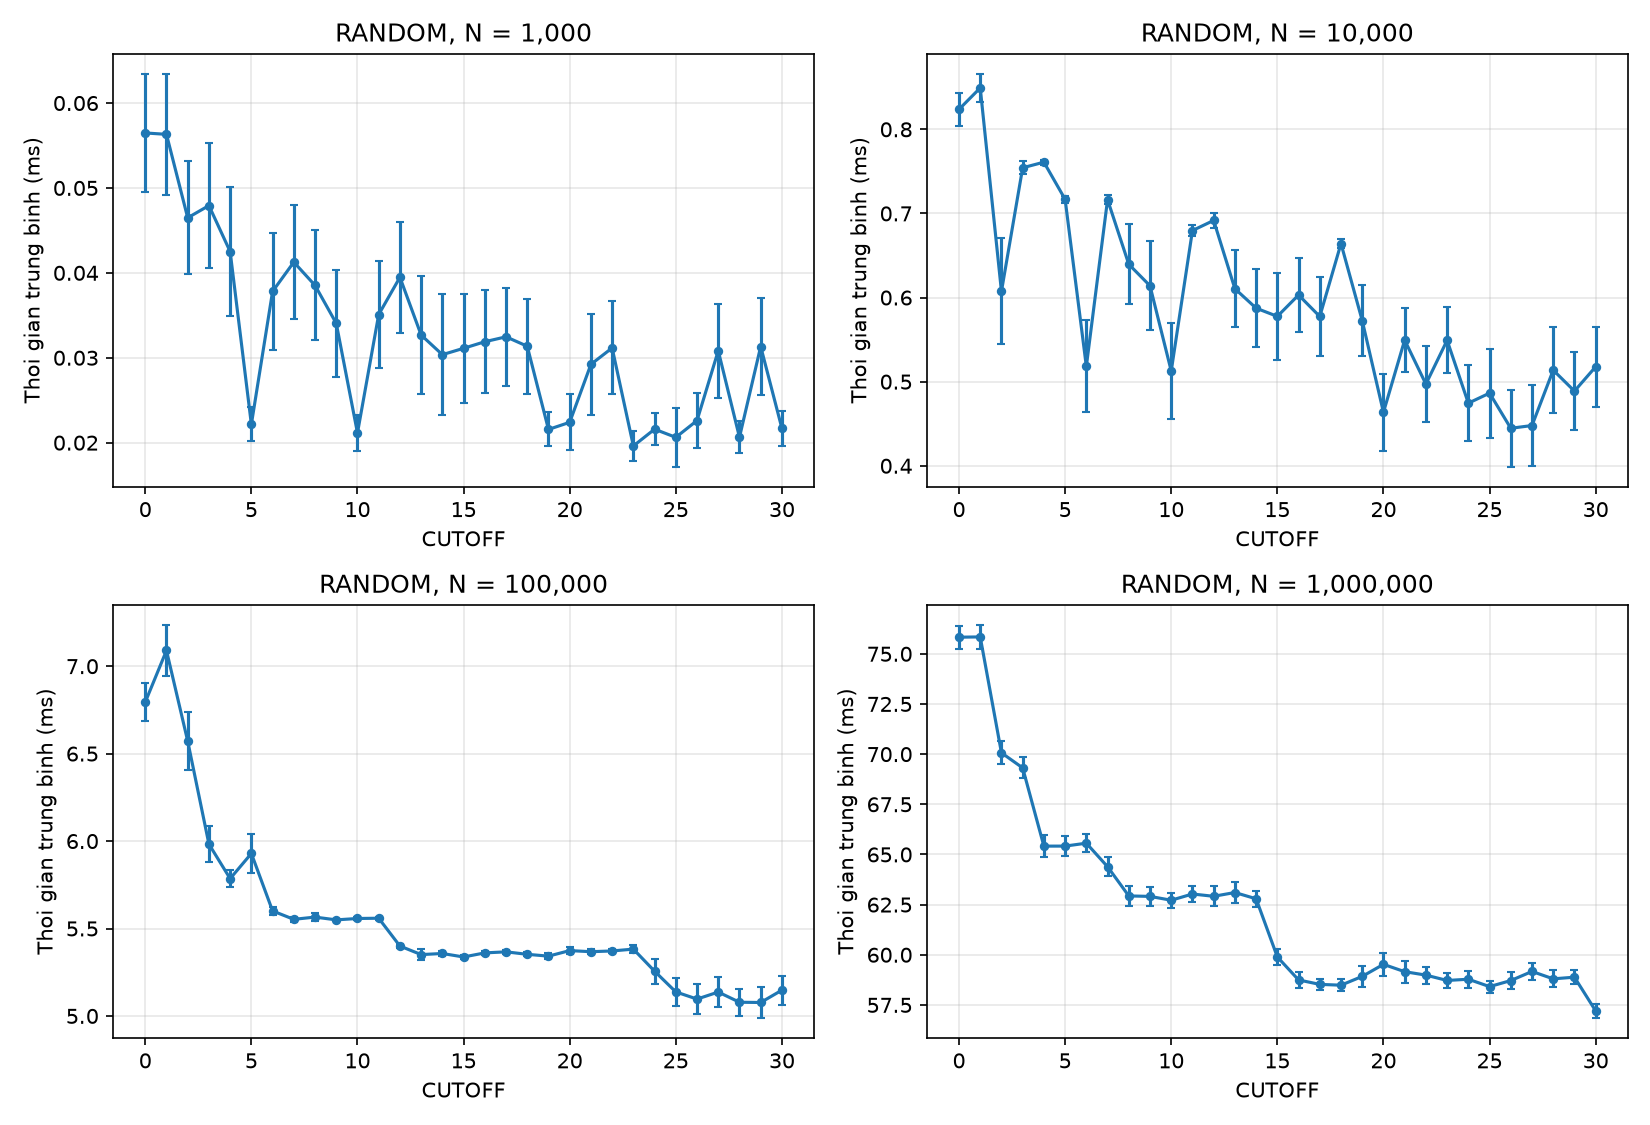 RANDOM, N = 1,000
Thoi gian trung binh (ms)
0.06
0.05
0.04
0.03
0.02
0 5 10 15 20 25 30
CUTOFF
RANDOM, N = 10,000
Thoi gian trung binh (ms)
0.8
0.7
0.6
0.5
0.4
0 5 10 15 20 25 30
CUTOFF
RANDOM, N = 100,000
Thoi gian trung binh (ms)
7.0
6.5
6.0
5.5
5.0
0 5 10 15 20 25 30
CUTOFF
RANDOM, N = 1,000,000
Thoi gian trung binh (ms)
75.0
72.5
70.0
67.5
65.0
62.5
60.0
57.5
0 5 10 15 20 25 30
CUTOFF